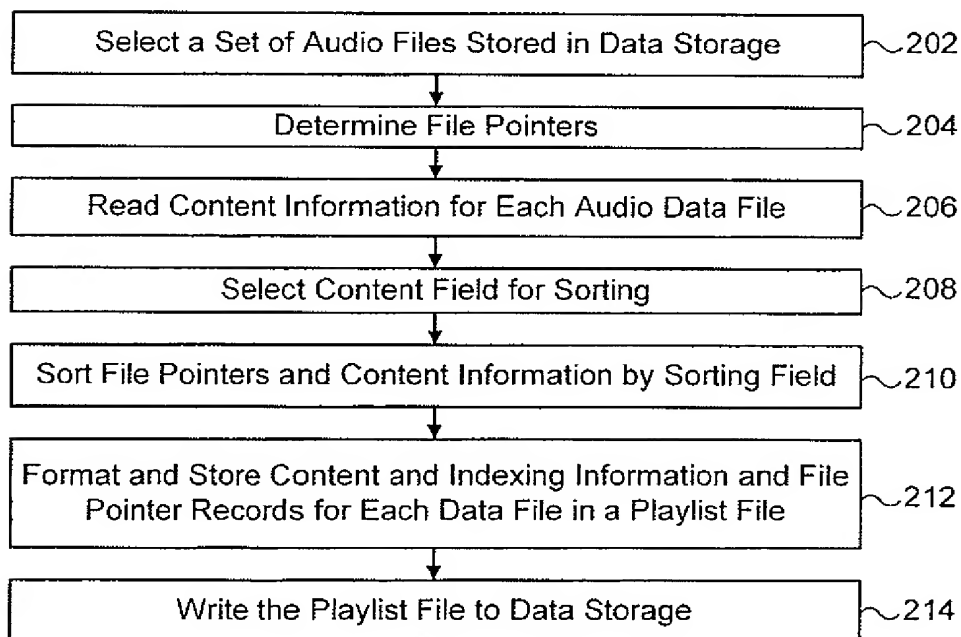 Select a Set of Audio Files Stored in Data Storage 202
Determine File Pointers 204
Read Content Information for Each Audio Data File 206
Select Content Field for Sorting 208
Sort File Pointers and Content Information by Sorting Field 210
Format and Store Content and Indexing Information and File
Pointer Records for Each Data File in a Playlist File 212
Write the Playlist File to Data Storage 214